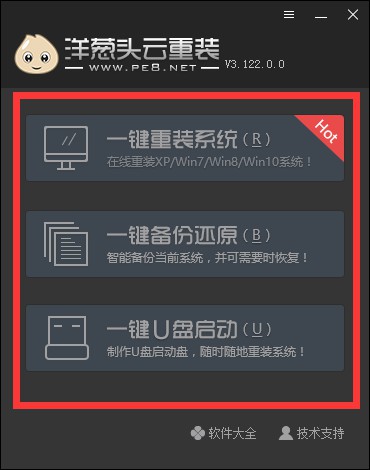 洋葱头云重装
WWW.PE8.NET V3.122.0.0
Hot
一键重装系统(R)
在线重装XP/Win7/Win8/Win10系统！
一键备份还原(B)
智能备份当前系统，并可需要时恢复！
一键U盘启动(U)
制作U盘启动盘，随时随地重装系统！
软件大全 技术支持